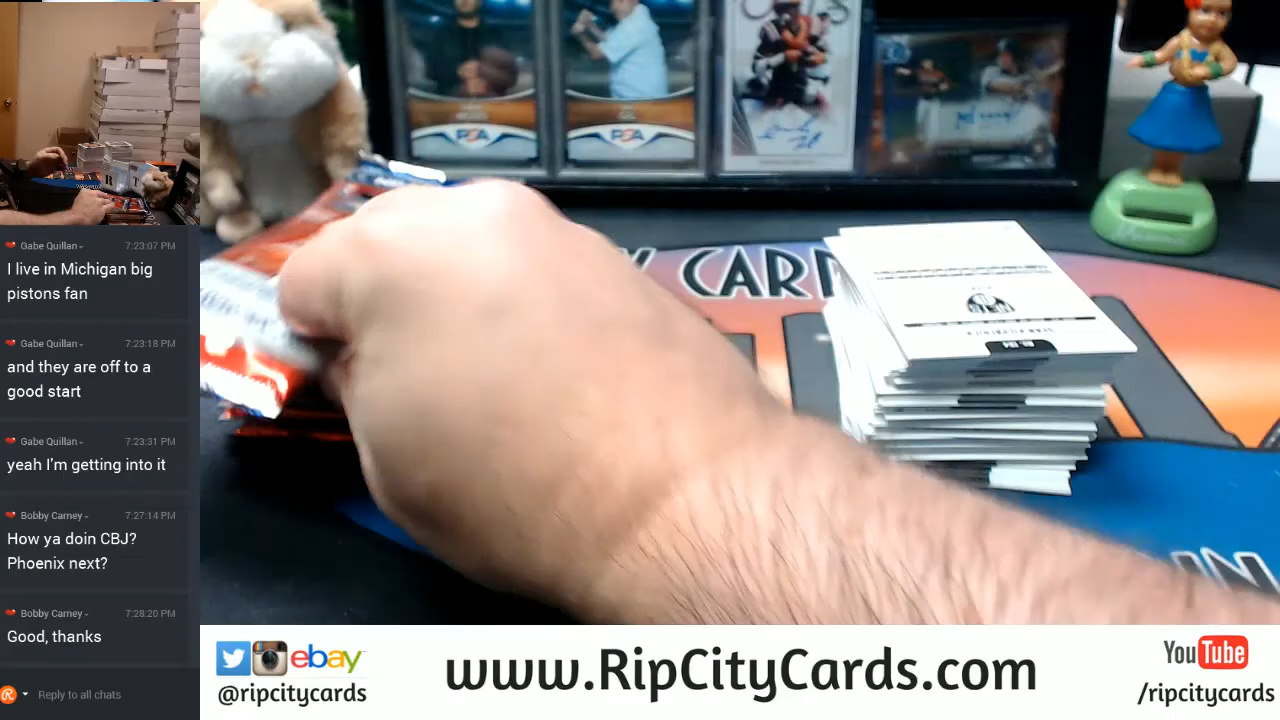 Gabe Quillan 7:23:07 PM
I live in Michigan big
pistons fan
Gabe Quillan 7:23:18 PM
and they are off to a
good start
Gabe Quillan 7:23:31 PM
yeah I'm getting into it
Bobby Carney 7:27:14 PM
How ya doin CBJ?
Phoenix next?
Bobby Carney 7:28:20 PM
Good, thanks
Reply to all chats
PSA
PSA
Y CARD
IN
ebay
@ripcitycards
www.RipCityCards.com
YouTube
/ripcitycards